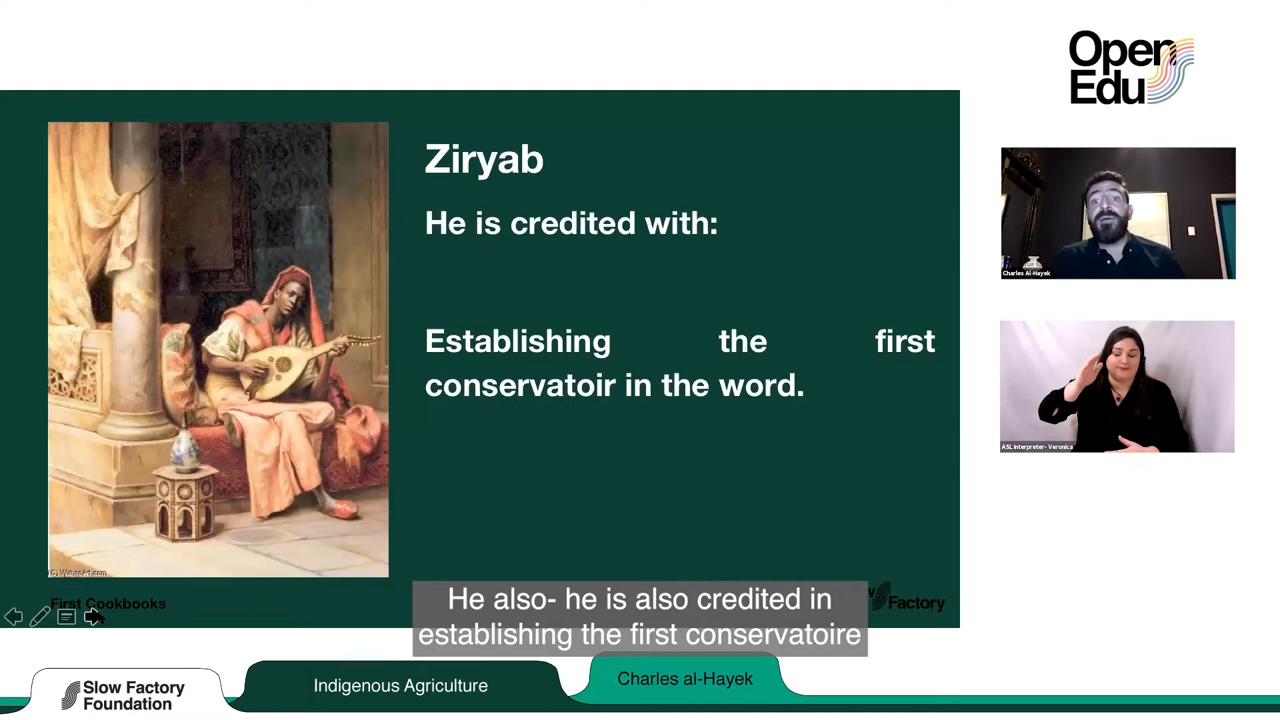 Open
Edu
Ziryab
He is credited with:
Establishing the first
conservatoir in the word.
Charles Al-Hayek
ASL Interpreter- Veronica
First Cookbooks
Factory
He also- he is also credited in
establishing the first conservatoire
Slow Factory
Foundation
Indigenous Agriculture
Charles al-Hayek